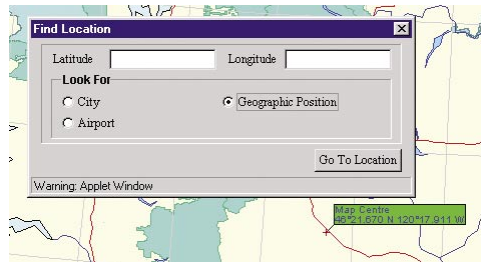 Find Location
Latitude Longitude
Look For
City Geographic Position
Airport
Go To Location
Warning: Applet Window
Map Centre
46°21.670 N 120°17.911 W